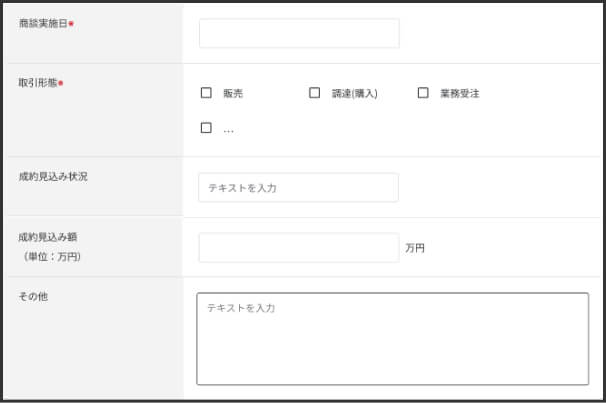 商談実施日*
取引形態*
販売
調達(購入)
業務受注
...
成約見込み状況
テキストを入力
成約見込み額
(単位:万円)
万円
その他
テキストを入力